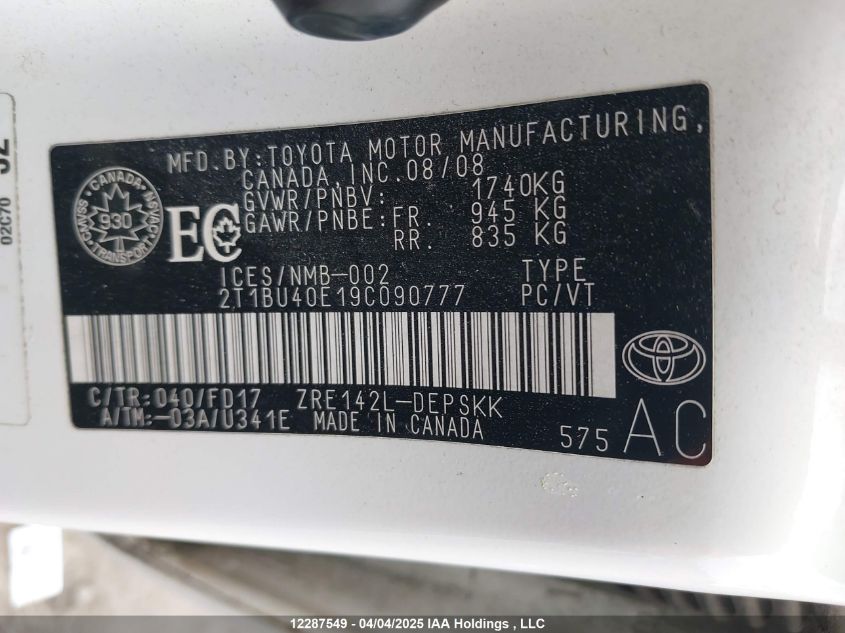 MFD.BY:TOYOTA MOTOR MANUFACTURING,
CANADA, INC.08/08
GVWR/PNBV: 1740KG
GAWR/PNBE:FR. 945 KG
RR. 835 KG
CANADA
930
TRANSPORT
EC
ICES/NMB-002 TYPE
2T1BU40E19C090777 PC/VT
C/TR:040/FD17 ZRE142L-DEPSKK
A/TM:-03A/U341E MADE IN CANADA
575 AC
02C70
12287549 - 04/04/2025 IAA Holdings , LLC